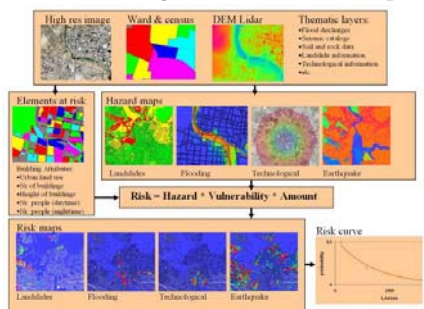 High res image
Ward & census
DEM Lidar
Thematic layers:
•Flood discharges
•Seismic catalogs
•Soil and rock data
•Landslide information
•Technological information
•etc
Elements at risk
Building Attributes
•Urban land use
•Nr of buildings
•Height of buildings
•Nr. people (daytime)
•Nr. people (nighttime)
Hazard maps
Landslides
Flooding
Technological
Earthquake
Risk = Hazard * Vulnerability * Amount
Risk maps
Landslides
Flooding
Technological
Earthquake
Risk curve